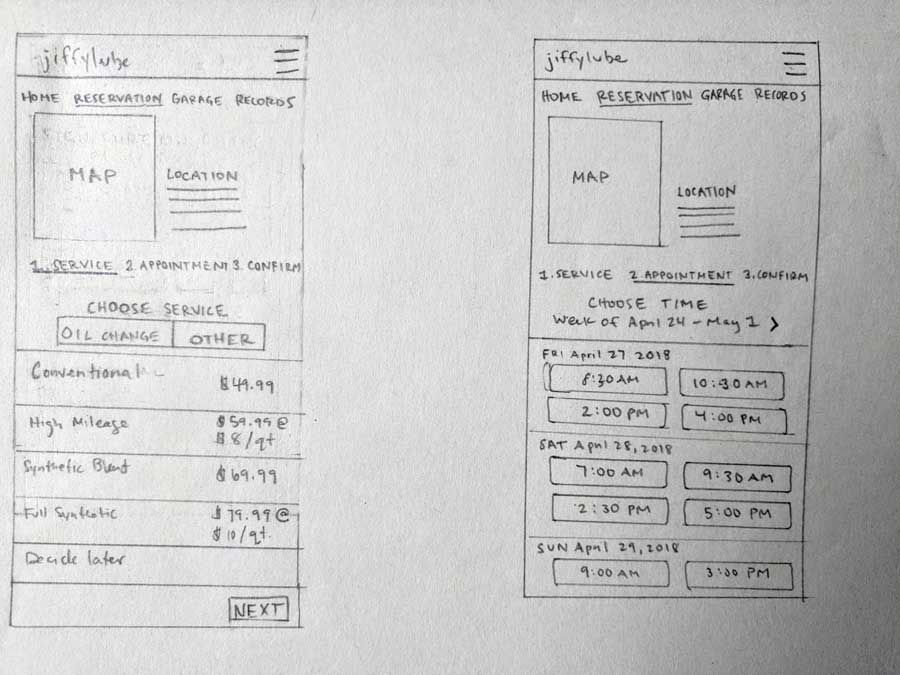 jiffylube
HOME RESERVATION GARAGE RECORDS
MAP
LOCATION
1. SERVICE 2. APPOINTMENT 3. CONFIRM
CHOOSE SERVICE
OIL CHANGE OTHER
Conventional $49.99
High Mileage $59.99 @
$8/qt
Synthetic Blend $69.99
Full Synthetic $79.99 @
$10/qt.
Decide later
NEXT
jiffylube
HOME RESERVATION GARAGE RECORDS
MAP
LOCATION
1. SERVICE 2. APPOINTMENT 3. CONFIRM
CHOOSE TIME
Week of April 24 - May 1 >
FRI April 27 2018
8:30 AM 10:30 AM
2:00 PM 4:00 PM
SAT April 28, 2018
7:00 AM 9:30 AM
2:30 PM 5:00 PM
SUN April 29, 2018
9:00 AM 3:00 PM